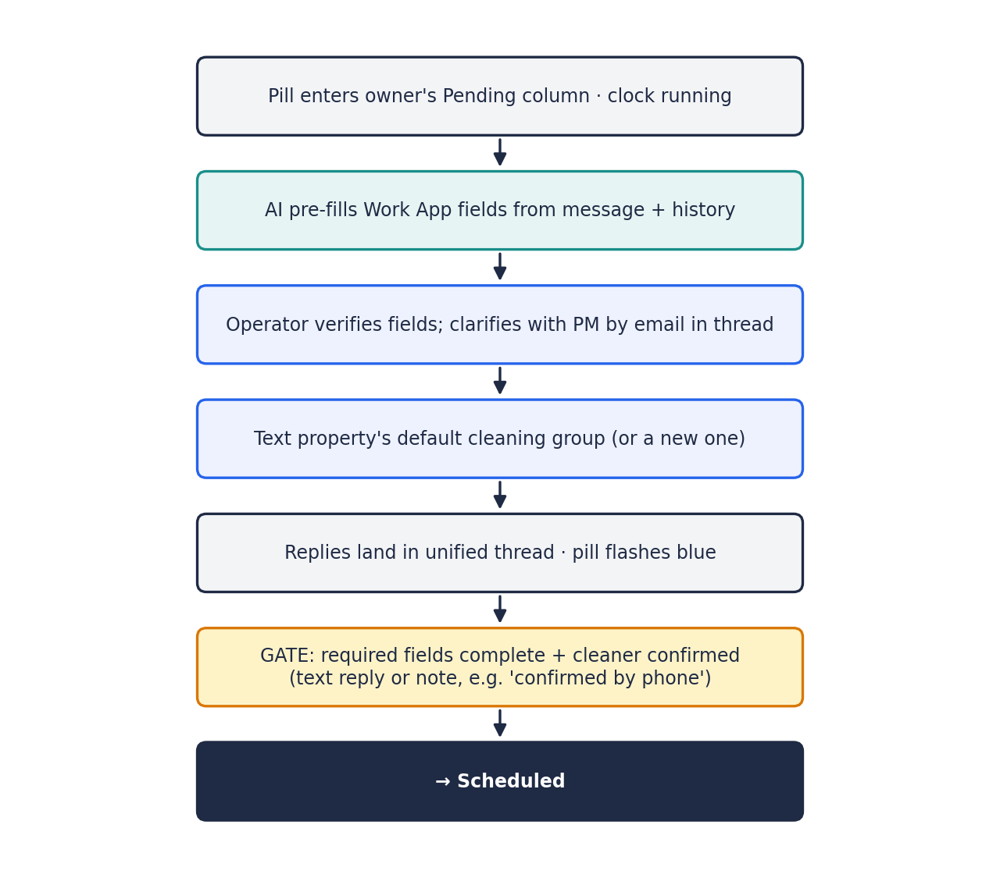 Pill enters owner's Pending column · clock running
AI pre-fills Work App fields from message + history
Operator verifies fields; clarifies with PM by email in thread
Text property's default cleaning group (or a new one)
Replies land in unified thread · pill flashes blue
GATE: required fields complete + cleaner confirmed
(text reply or note, e.g. 'confirmed by phone')
→ Scheduled